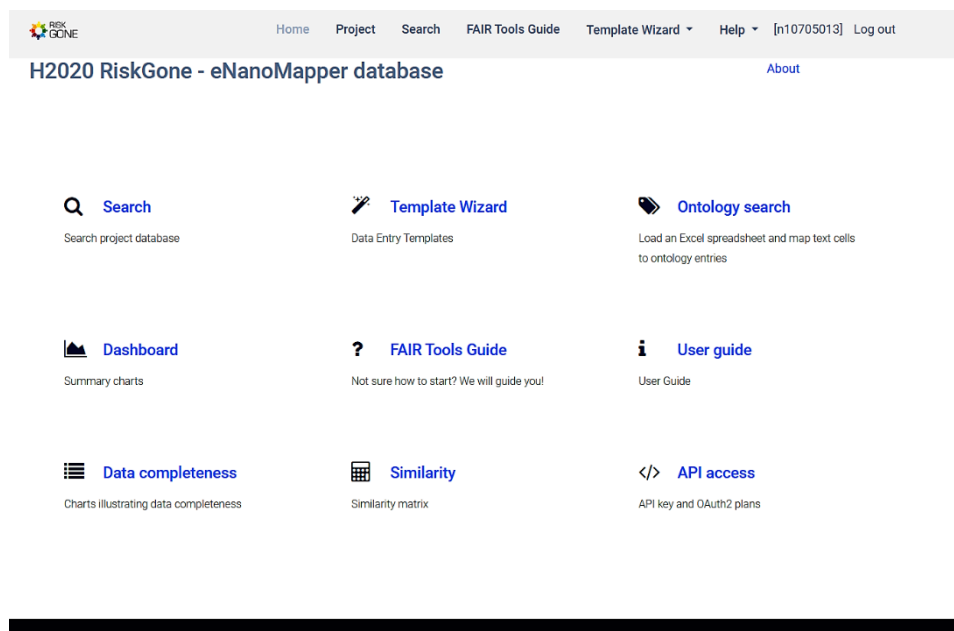 RISK
GONE
Home Project Search FAIR Tools Guide Template Wizard Help [n10705013] Log out
H2020 RiskGone - eNanoMapper database
About
Search
Search project database
Template Wizard
Data Entry Templates
Ontology search
Load an Excel spreadsheet and map text cells
to ontology entries
Dashboard
Summary charts
FAIR Tools Guide
Not sure how to start? We will guide you!
User guide
User Guide
Data completeness
Charts illustrating data completeness
Similarity
Similarity matrix
API access
API key and OAuth2 plans